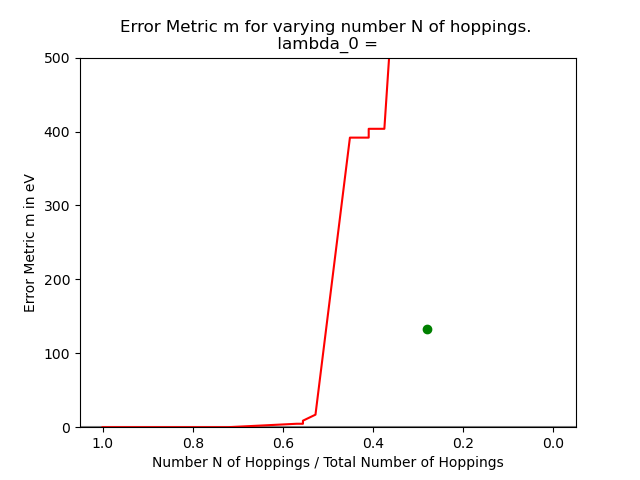 Error Metric m for varying number N of hoppings.
lambda_0 =
500
400
300
200
100
0
Error Metric m in eV
1.0 0.8 0.6 0.4 0.2 0.0
Number N of Hoppings / Total Number of Hoppings